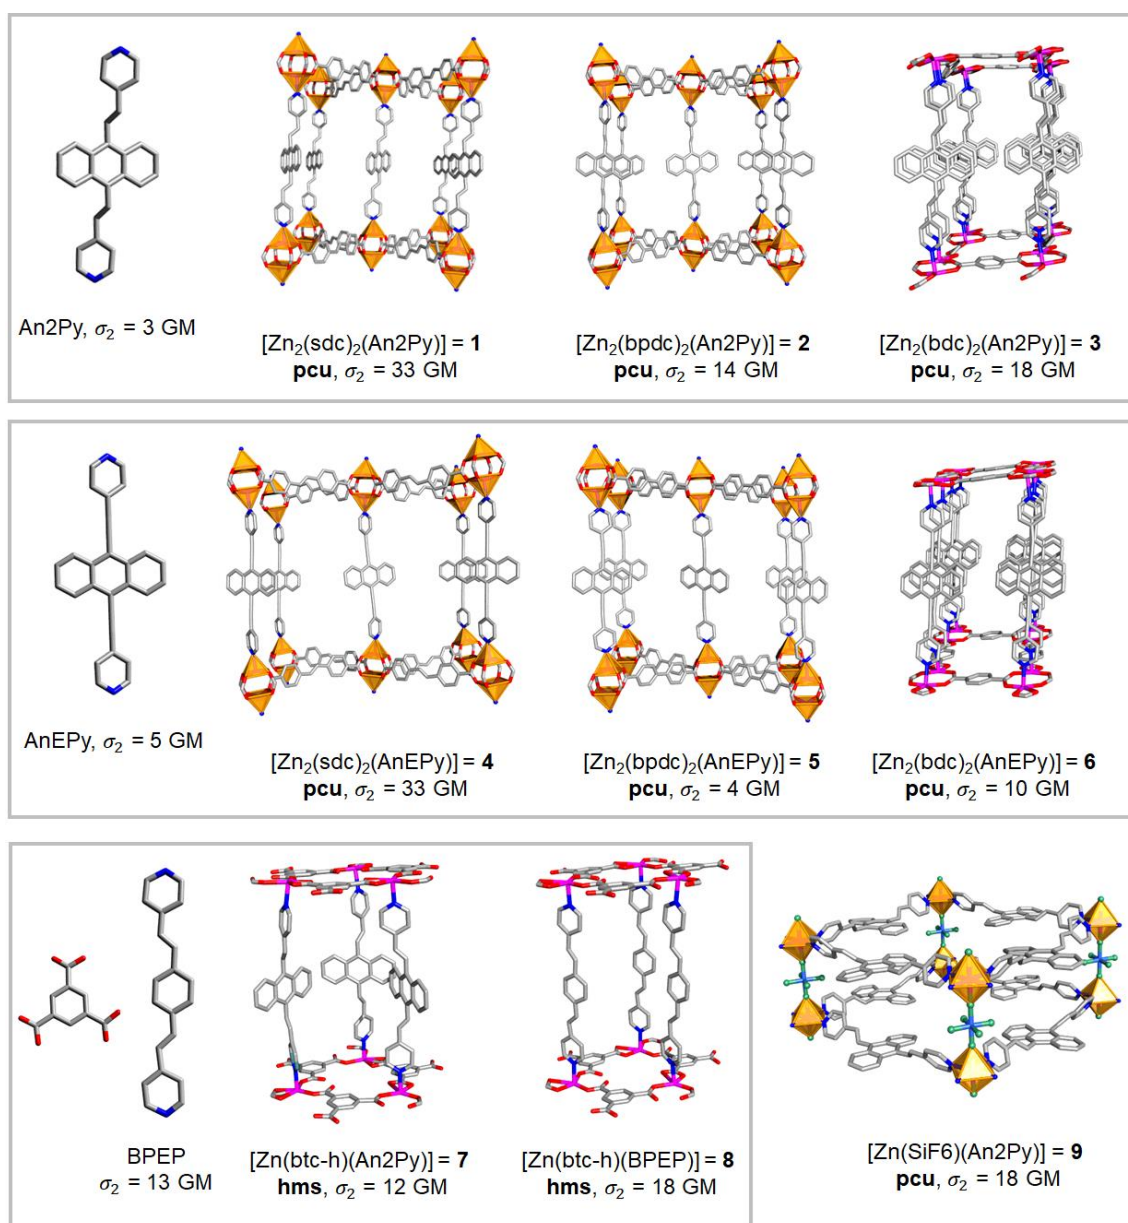 An2Py, σ₂ = 3 GM
[Zn₂(sdc)₂(An2Py)] = 1
pcu, σ₂ = 33 GM
[Zn₂(bpdc)₂(An2Py)] = 2
pcu, σ₂ = 14 GM
[Zn₂(bdc)₂(An2Py)] = 3
pcu, σ₂ = 18 GM
AnEPy, σ₂ = 5 GM
[Zn₂(sdc)₂(AnEPy)] = 4
pcu, σ₂ = 33 GM
[Zn₂(bpdc)₂(AnEPy)] = 5
pcu, σ₂ = 4 GM
[Zn₂(bdc)₂(AnEPy)] = 6
pcu, σ₂ = 10 GM
BPEP
σ₂ = 13 GM
[Zn(btc-h)(An2Py)] = 7
hms, σ₂ = 12 GM
[Zn(btc-h)(BPEP)] = 8
hms, σ₂ = 18 GM
[Zn(SiF6)(An2Py)] = 9
pcu, σ₂ = 18 GM